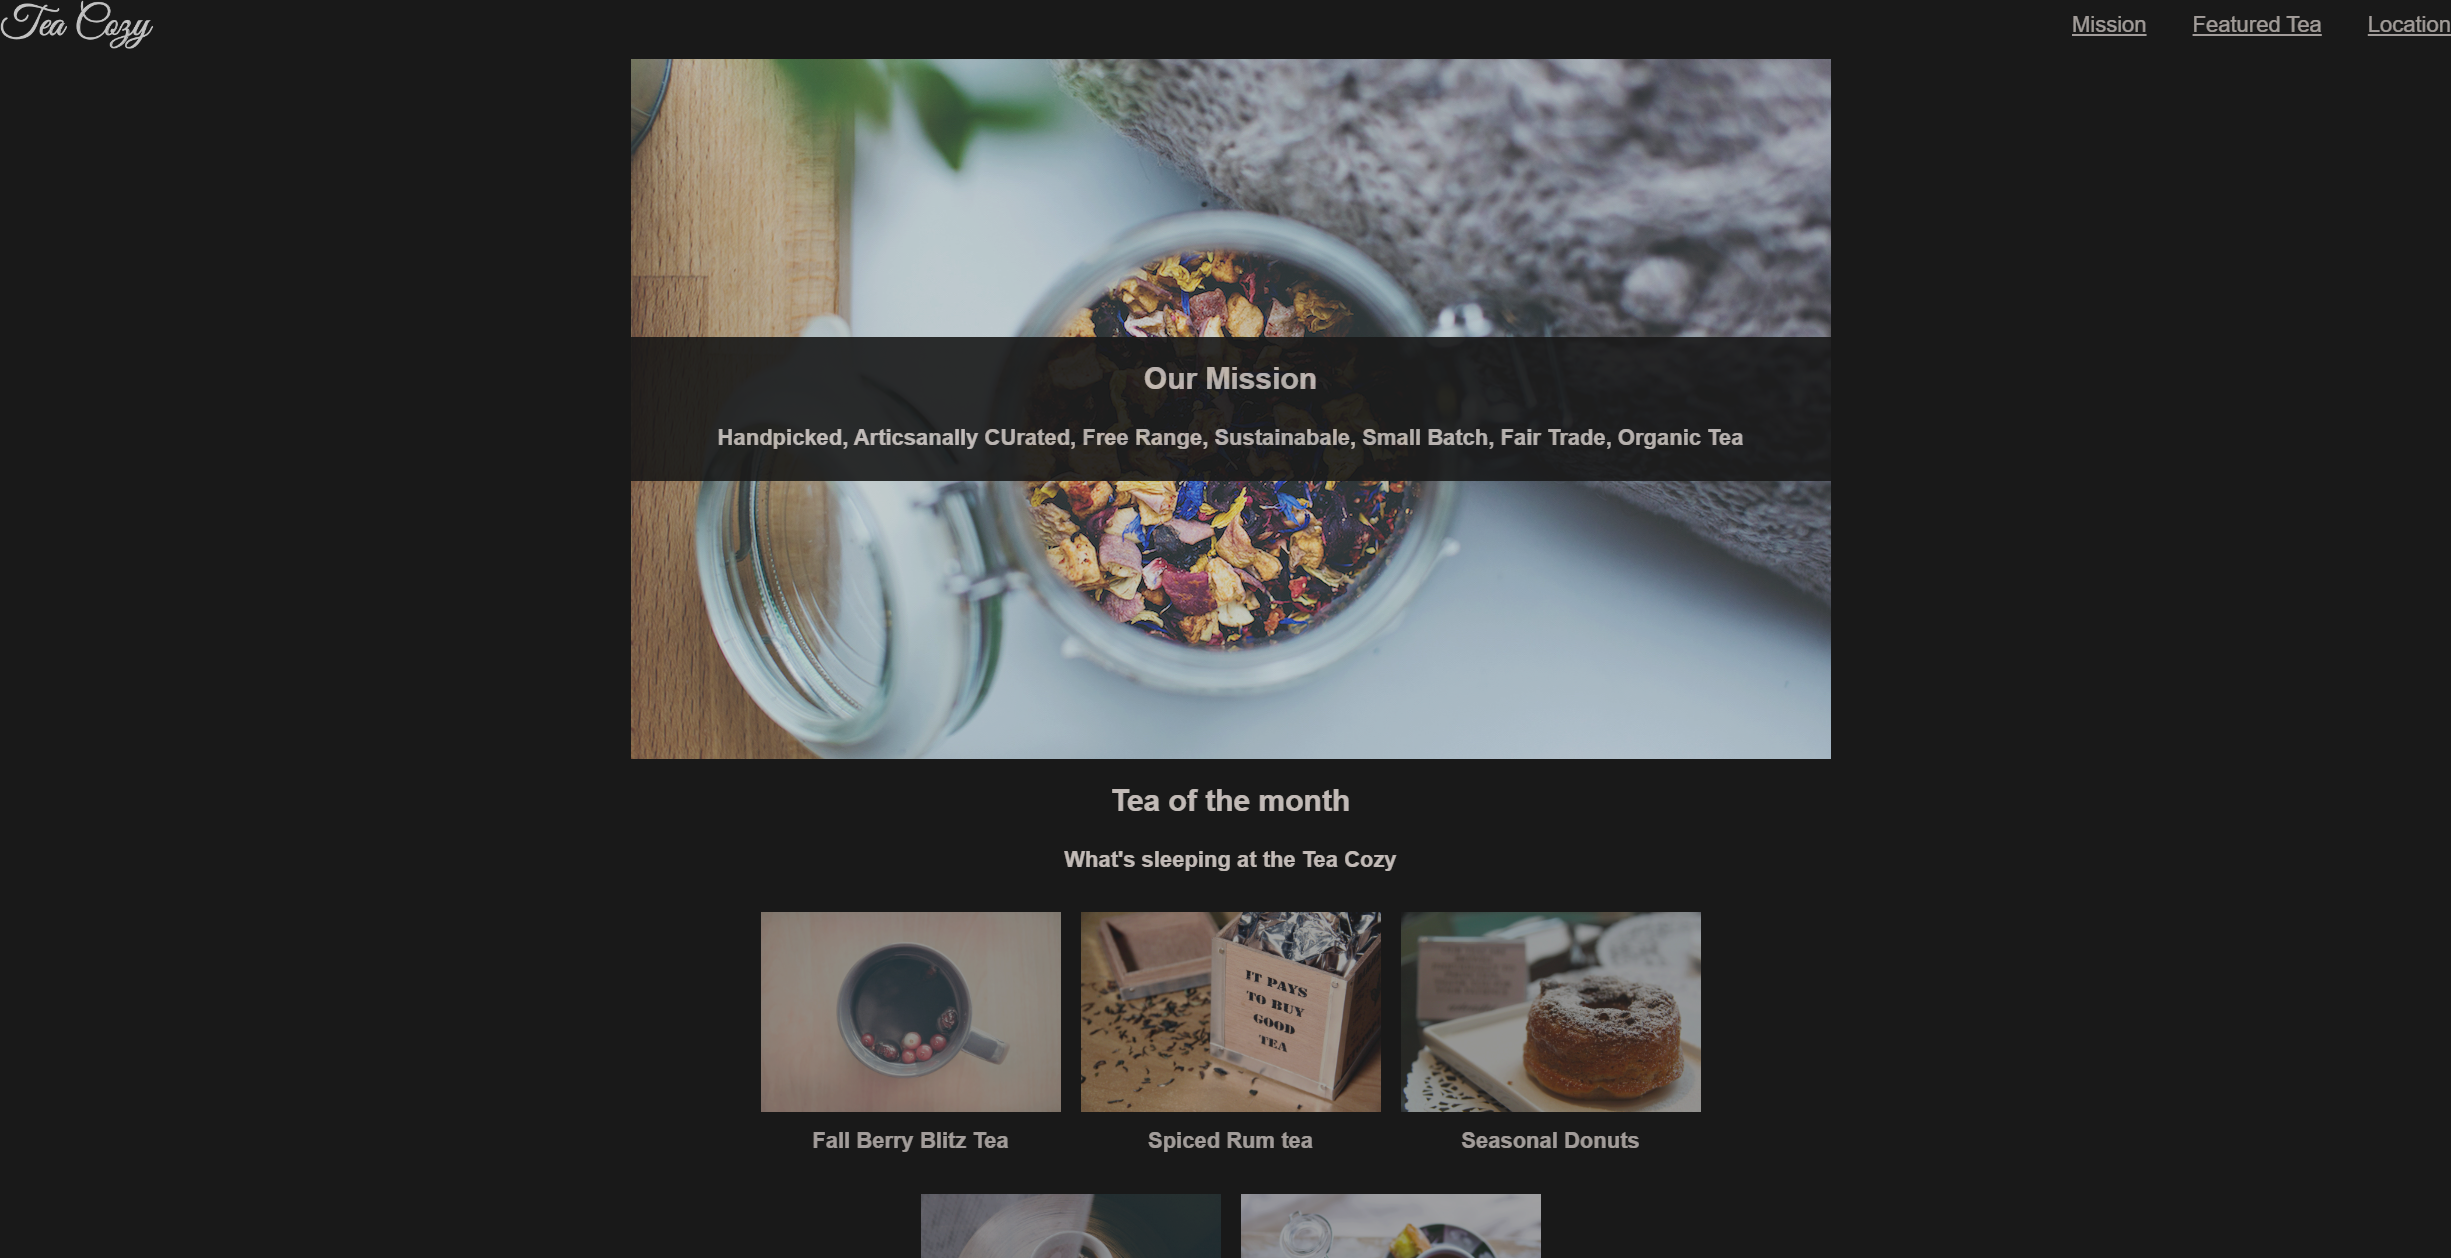 Tea Cozy
Mission
Featured Tea
Location
Our Mission
Handpicked, Articsanally CUrated, Free Range, Sustainabale, Small Batch, Fair Trade, Organic Tea
Tea of the month
What's sleeping at the Tea Cozy
IT PAYS
TO BUY
GOOD
TEA
Fall Berry Blitz Tea
Spiced Rum tea
Seasonal Donuts